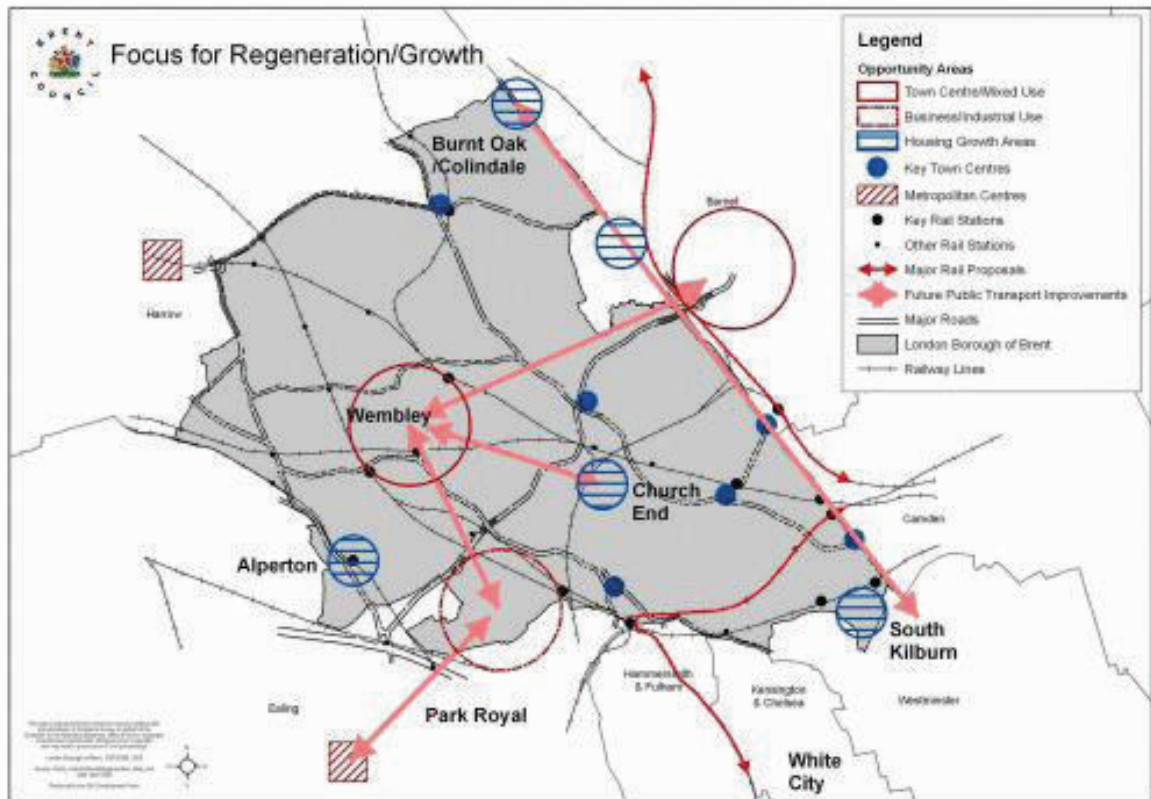 BRENT
COUNCIL
Focus for Regeneration/Growth
Legend
Opportunity Areas
Town Centre/Mixed Use
Business/Industrial Use
Housing Growth Areas
Key Town Centres
Metropolitan Centres
Key Rail Stations
Other Rail Stations
Major Rail Proposals
Future Public Transport Improvements
Major Roads
London Borough of Brent
Railway Lines
Burnt Oak
/Colindale
Barnet
Harrow
Wembley
Church
End
Camden
Alperton
South
Kilburn
Hammersmith
& Fulham
Kensington
& Chelsea
Westminster
Ealing
Park Royal
White
City